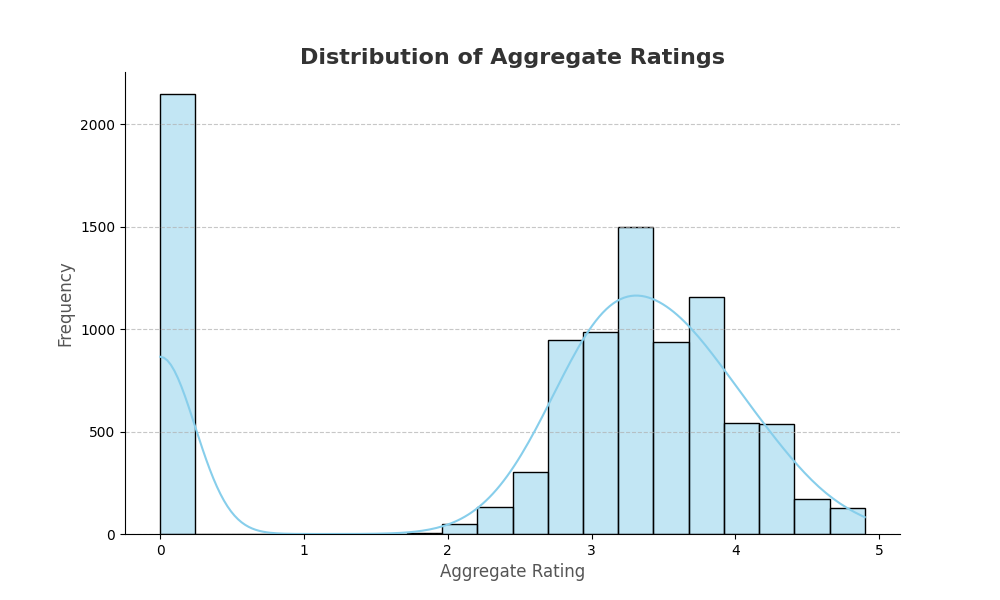 Distribution of Aggregate Ratings
Frequency
2000
1500
1000
500
0
0 1 2 3 4 5
Aggregate Rating